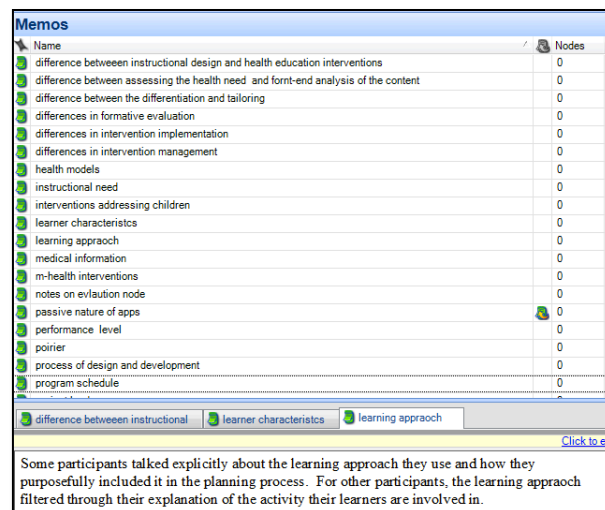 Memos
Name Nodes
difference betweeen instructional design and health education interventions 0
difference between assessing the health need and fornt-end analysis of the content 0
difference between the differentiation and tailoring 0
differences in formative evaluation 0
differences in intervention implementation 0
differences in intervention management 0
health models 0
instructional need 0
interventions addressing children 0
learner characteristcs 0
learning appraoch 0
medical information 0
m-health interventions 0
notes on evlaution node 0
passive nature of apps 0
performance level 0
poirier 0
process of design and development 0
program schedule 0
difference betweeen instructional learner characteristcs learning appraoch
Click to e
Some participants talked explicitly about the learning approach they use and how they
purposefully included it in the planning process. For other participants, the learning appraoch
filtered through their explanation of the activity their learners are involved in.